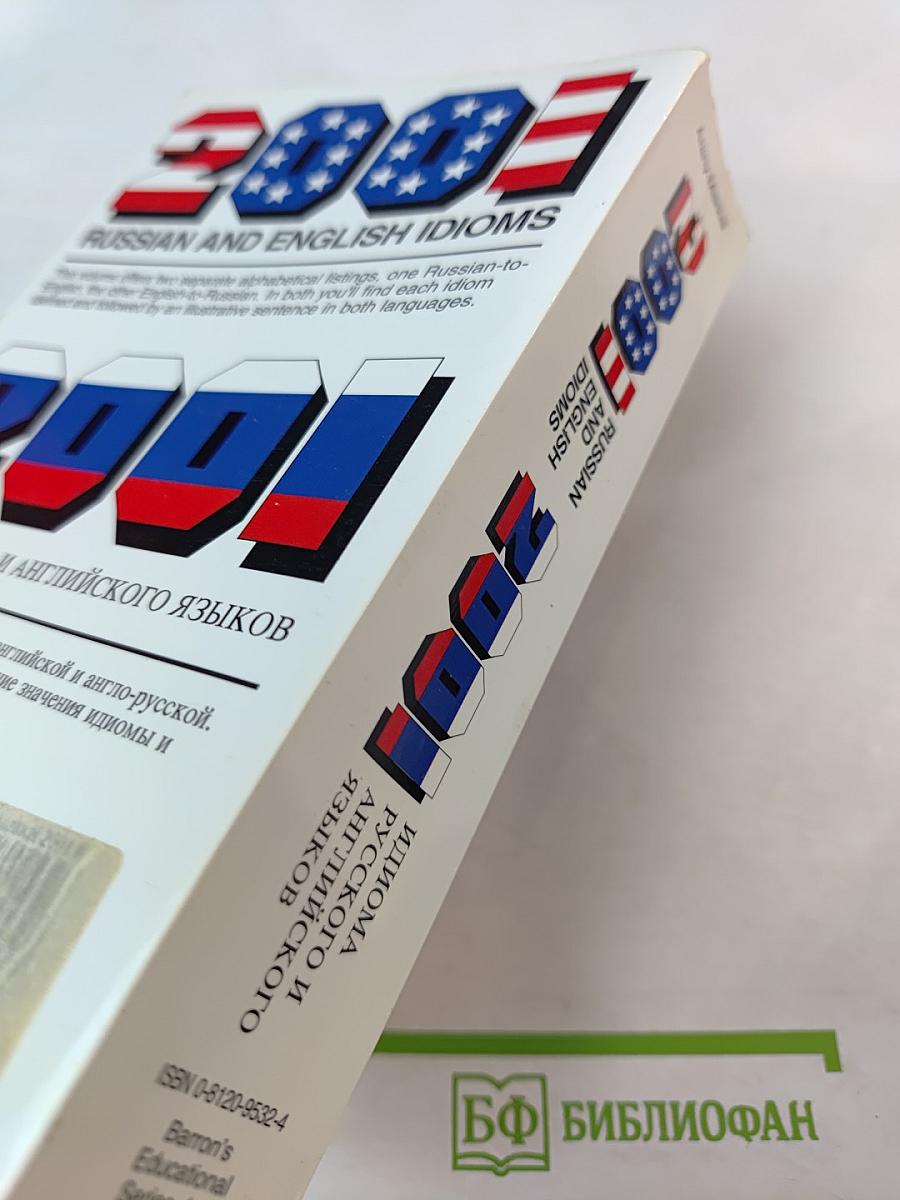 2001
RUSSIAN AND ENGLISH IDIOMS
This volume offers two separate alphabetical listings, one Russian-to-
English, the other English-to-Russian. In both you'll find each idiom
defined and followed by an illustrative sentence in both languages.
2001
И АНГЛИЙСКОГО ЯЗЫКОВ
английской и англо-русской.
значения идиомы и
2001
RUSSIAN
AND
ENGLISH
IDIOMS
2001
ИДИОМА
РУССКОГО И
АНГЛИЙСКОГО
ЯЗЫКОВ
ISBN 0-8120-9532-4
Barron's
Educational
БФ БИБЛИОФАН